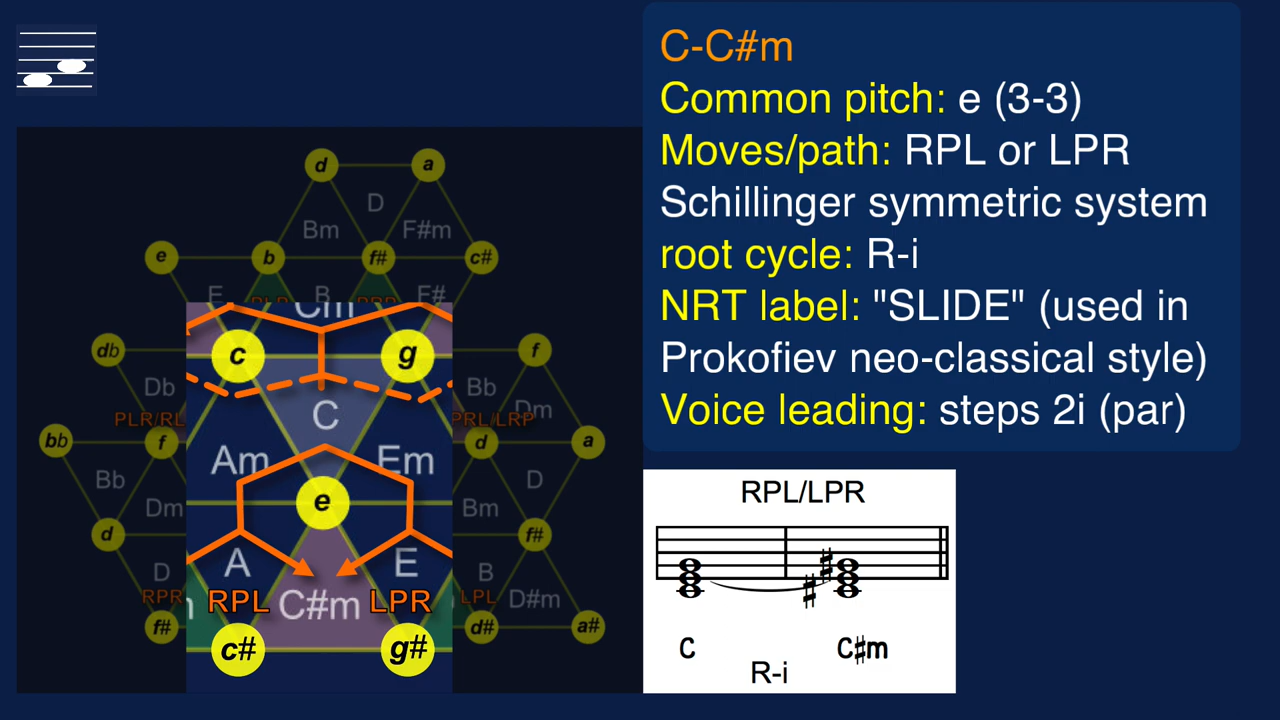 C-C#m
Common pitch: e (3-3)
Moves/path: RPL or LPR
Schillinger symmetric system
root cycle: R-i
NRT label: "SLIDE" (used in
Prokofiev neo-classical style)
Voice leading: steps 2i (par)
d a
D
Bm F#m
e b f# c#
E B F#
Cm
db c g f
Db C Bb
PLR/RL PRL/LRP Dm
bb f Am Em d a
Bb e D
Dm Bm
d f#
D A E B
RPR RPL C#m LPR LPL D#m
f# c# g# d# a#
RPL/LPR
C C#m
R-i